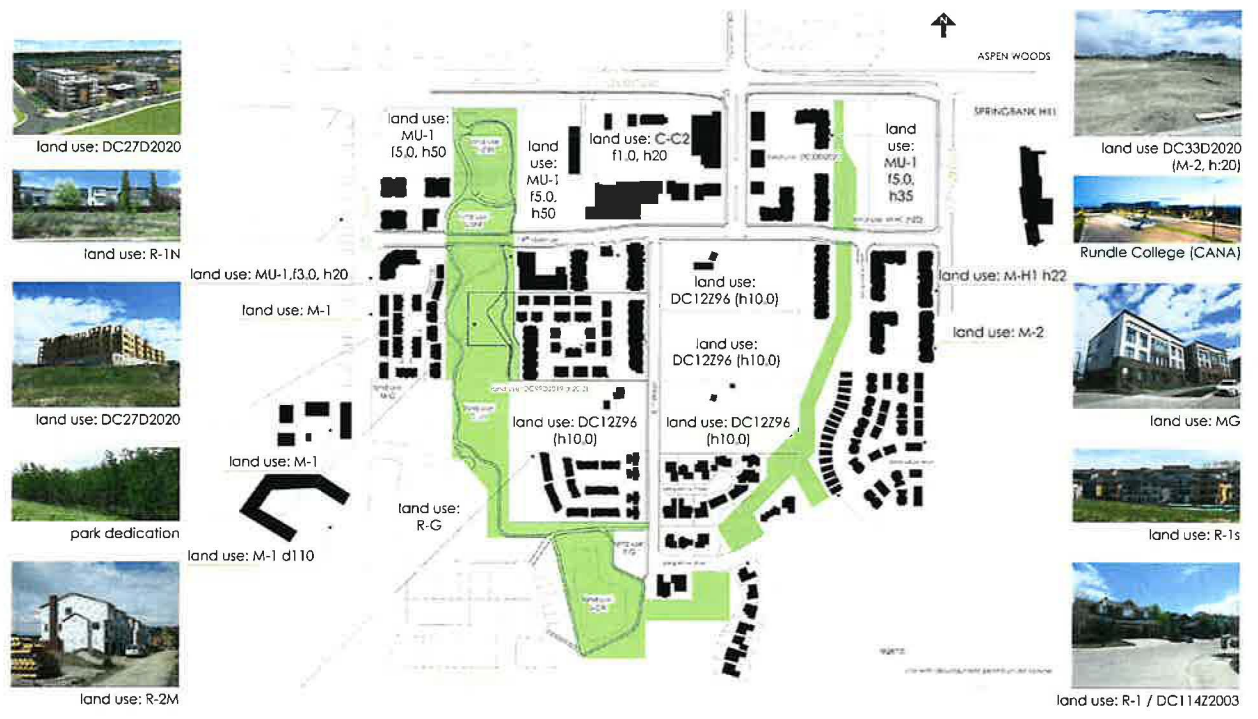 ASPEN WOODS
SPRINGBANK HILL
land use: DC27D2020
land use: R-1N
land use: DC27D2020
park dedication
land use: R-2M
land use:
MU-1
f5.0, h50
land
use:
MU-1
f5.0,
h50
land use: C-C2
f1.0, h20
land
use:
MU-1
f5.0,
h35
land use: MU-1,f3.0, h20
land use: M-1
land use: M-1
land use: M-1 d110
land use:
R-G
land use:
DC12Z96 (h10.0)
land use:
DC12Z96 (h10.0)
land use: DC12Z96
(h10.0)
land use: DC12Z96
(h10.0)
land use: M-H1 h22
land use: M-2
land use DC33D2020
(M-2, h:20)
Rundle College (CANA)
land use: MG
land use: R-1s
land use: R-1 / DC114Z2003